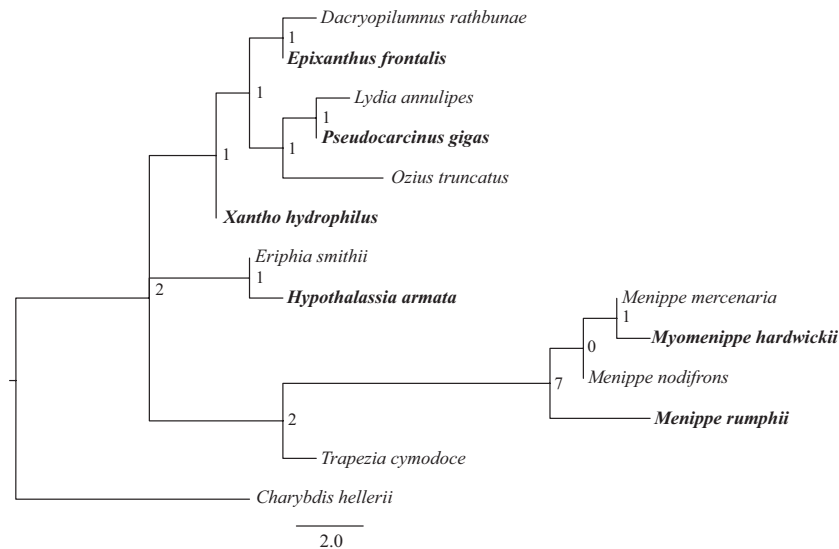 Dacryopilumnus rathbunae
1
Epixanthus frontalis
1
Lydia annulipes
1
Pseudocarcinus gigas
1
Ozius truncatus
1
Xantho hydrophilus
Eriphia smithii
1
2
Hypothalassia armata
Menippe mercenaria
1
Myomenippe hardwickii
0
Menippe nodifrons
7
Menippe rumphii
2
Trapezia cymodoce
Charybdis hellerii
2.0